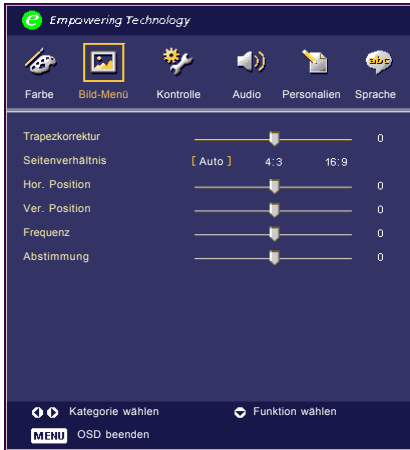 e Empowering Technology
abc
Farbe Bild-Menü Kontrolle Audio Personalien Sprache
Trapezkorrektur 0
Seitenverhältnis [ Auto ] 4:3 16:9
Hor. Position 0
Ver. Position 0
Frequenz 0
Abstimmung 0
Kategorie wählen Funktion wählen
MENU OSD beenden